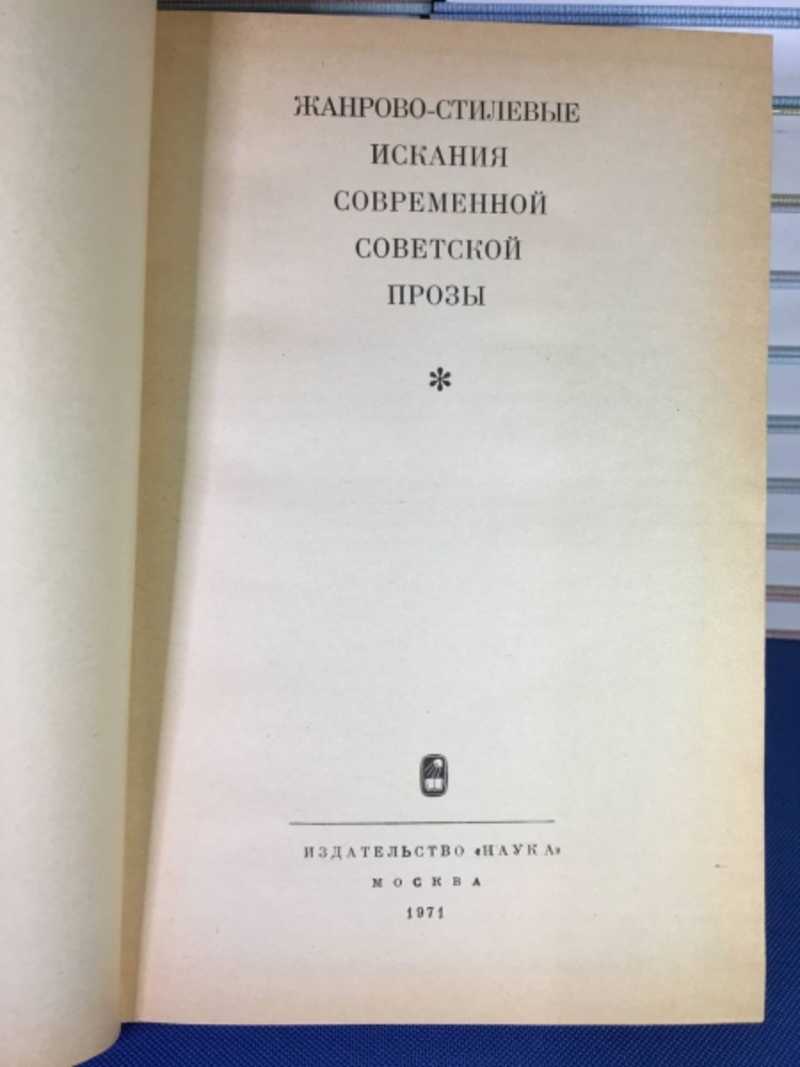 ЖАНРОВО-СТИЛЕВЫЕ
ИСКАНИЯ
СОВРЕМЕННОЙ
СОВЕТСКОЙ
ПРОЗЫ
*
ИЗДАТЕЛЬСТВО «НАУКА»
МОСКВА
1971